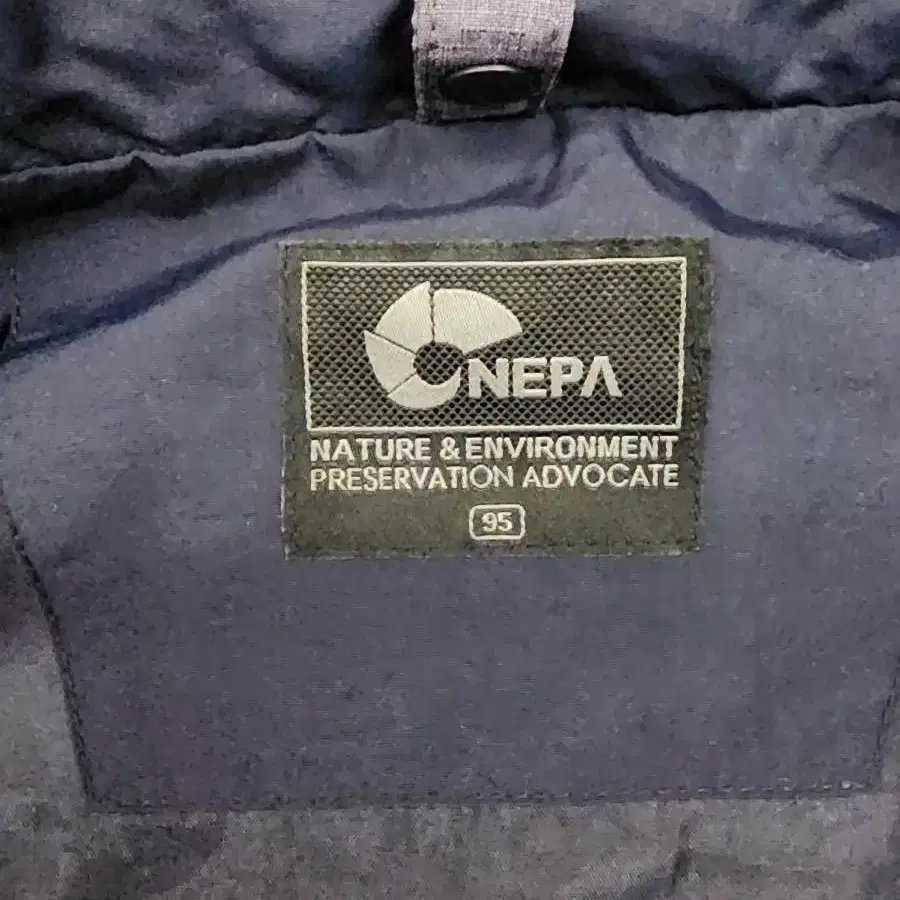 NEPA
NATURE & ENVIRONMENT
PRESERVATION ADVOCATE
95